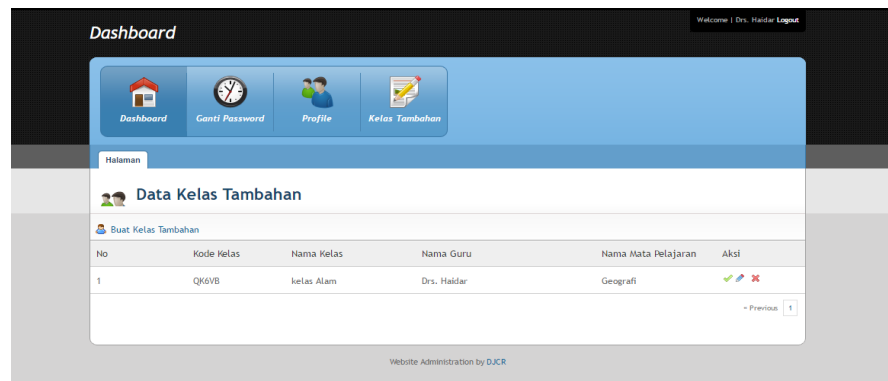 Welcome | Drs. Haidar Logout
Dashboard
Dashboard Ganti Password Profile Kelas Tambahan
Halaman
Data Kelas Tambahan
Buat Kelas Tambahan
No Kode Kelas Nama Kelas Nama Guru Nama Mata Pelajaran Aksi
1 QK6VB kelas Alam Drs. Haidar Geografi
« Previous 1
Website Administration by DJCR